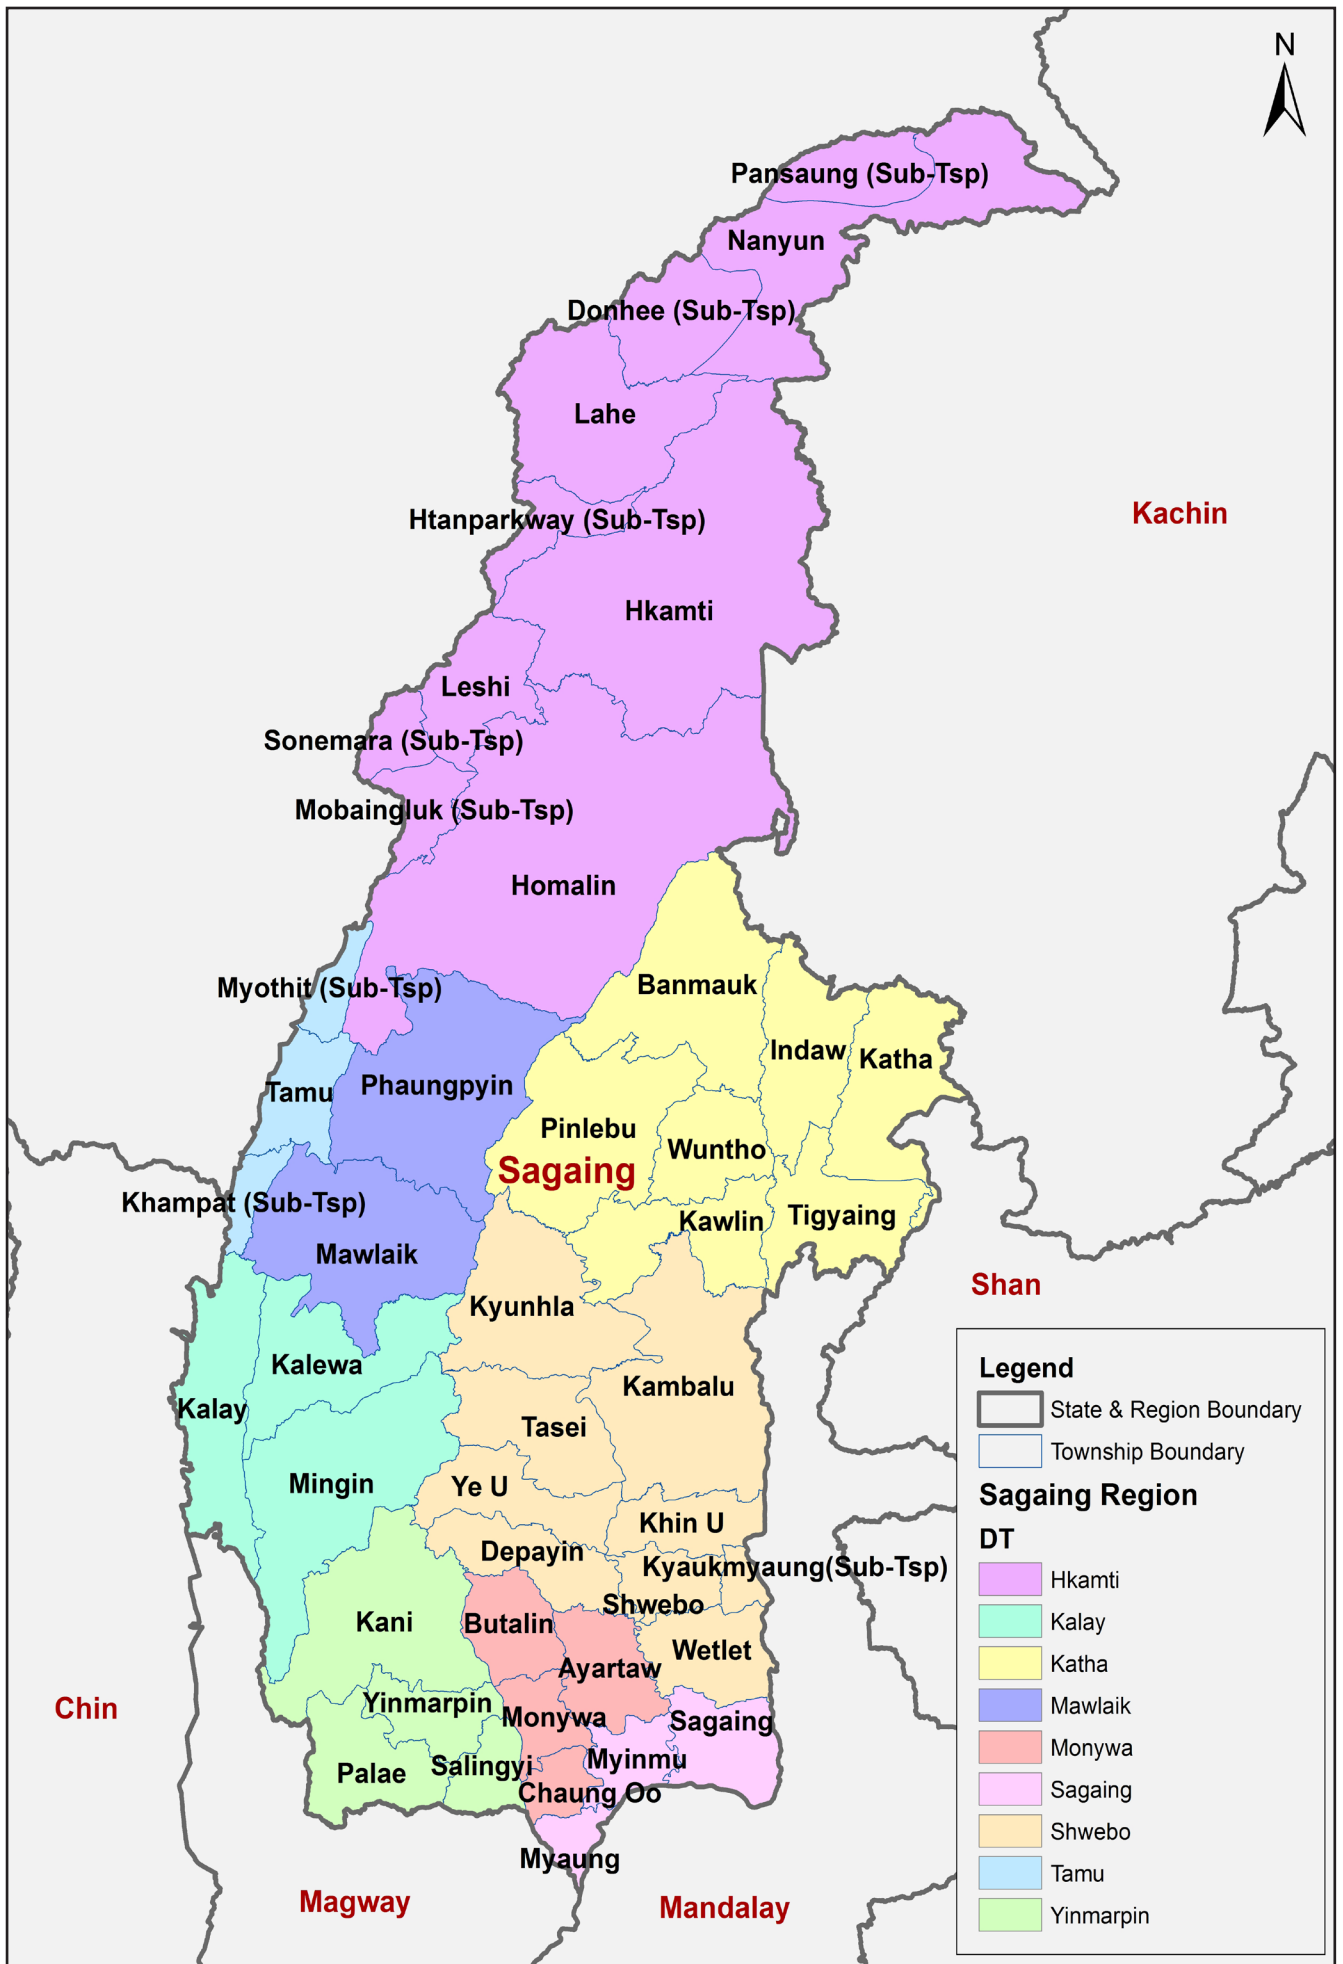 N
Pansaung (Sub-Tsp)
Nanyun
Donhee (Sub-Tsp)
Lahe
Kachin
Htanparkway (Sub-Tsp)
Hkamti
Leshi
Sonemara (Sub-Tsp)
Mobaingluk (Sub-Tsp)
Homalin
Myothit (Sub-Tsp)
Banmauk
Indaw
Katha
Tamu
Phaungpyin
Pinlebu
Wuntho
Sagaing
Khampat (Sub-Tsp)
Kawlin
Tigyaing
Mawlaik
Shan
Kyunhla
Kalewa
Kambalu
Kalay
Tasei
Mingin
Ye U
Khin U
Depayin
Kyaukmyaung(Sub-Tsp)
Shwebo
Kani
Butalin
Wetlet
Ayartaw
Chin
Yinmarpin
Monywa
Sagaing
Palae
Salingyi
Myinmu
Chaung Oo
Myaung
Magway
Mandalay
Legend
State & Region Boundary
Township Boundary
Sagaing Region
DT
Hkamti
Kalay
Katha
Mawlaik
Monywa
Sagaing
Shwebo
Tamu
Yinmarpin